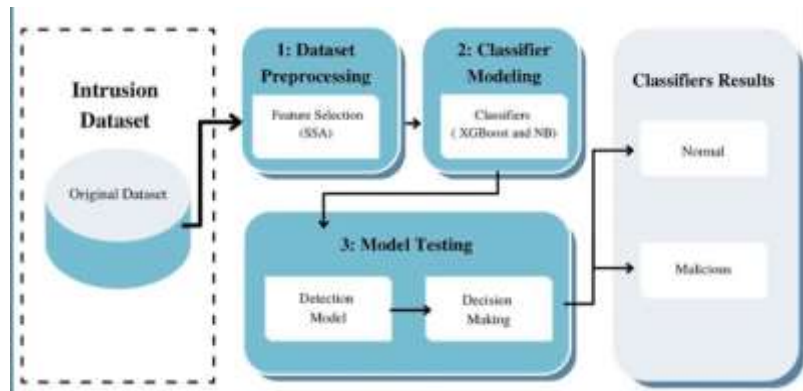 Intrusion
Dataset
Original Dataset
1: Dataset
Preprocessing
Feature Selection
(SSA)
2: Classifier
Modeling
Classifiers
( XGBoost and NB)
3: Model Testing
Detection
Model
Decision
Making
Classifiers Results
Normal
Malicious